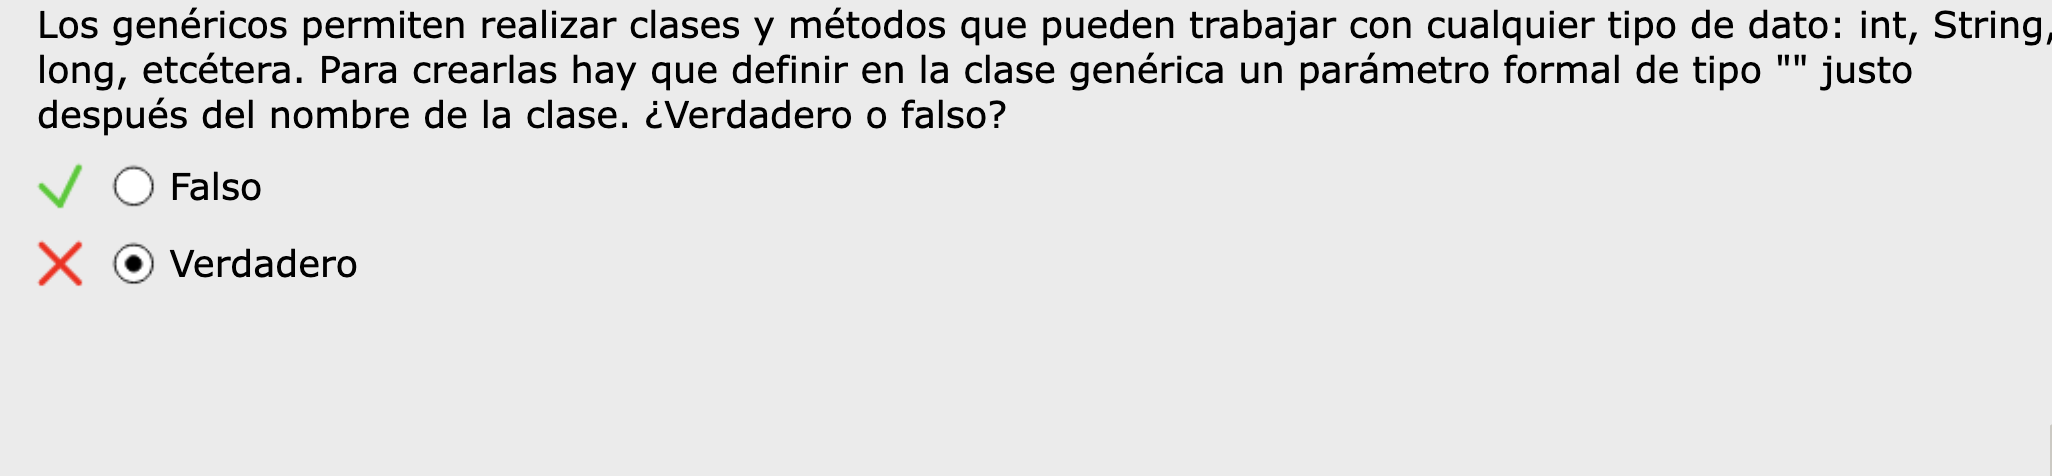 Los genéricos permiten realizar clases y métodos que pueden trabajar con cualquier tipo de dato: int, String,
long, etcétera. Para crearlas hay que definir en la clase genérica un parámetro formal de tipo "" justo
después del nombre de la clase. ¿Verdadero o falso?
Falso
Verdadero